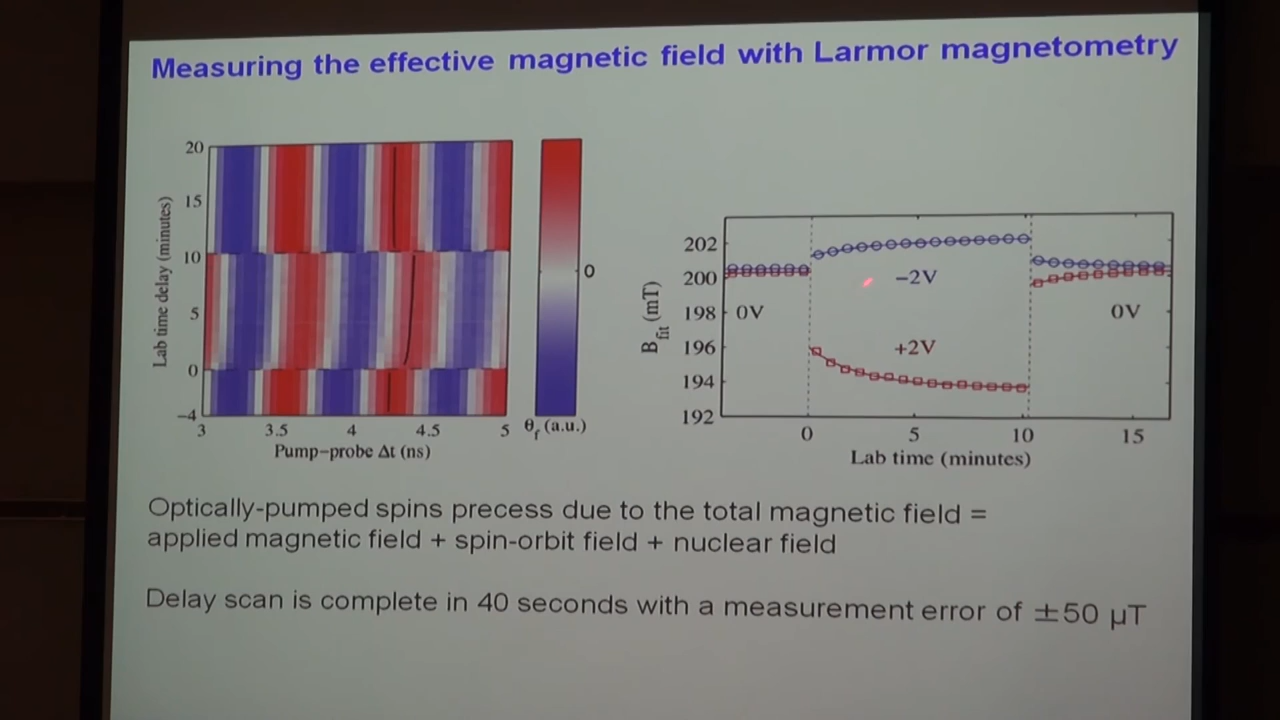 Measuring the effective magnetic field with Larmor magnetometry
20
15
10
5
0
−4
Lab time delay (minutes)
3
3.5
4
4.5
5
Pump−probe Δt (ns)
0
θf (a.u.)
202
200
198
196
194
192
Bfit (mT)
0V
−2V
+2V
0V
0
5
10
15
Lab time (minutes)
Optically-pumped spins precess due to the total magnetic field =
applied magnetic field + spin-orbit field + nuclear field
Delay scan is complete in 40 seconds with a measurement error of ±50 µT